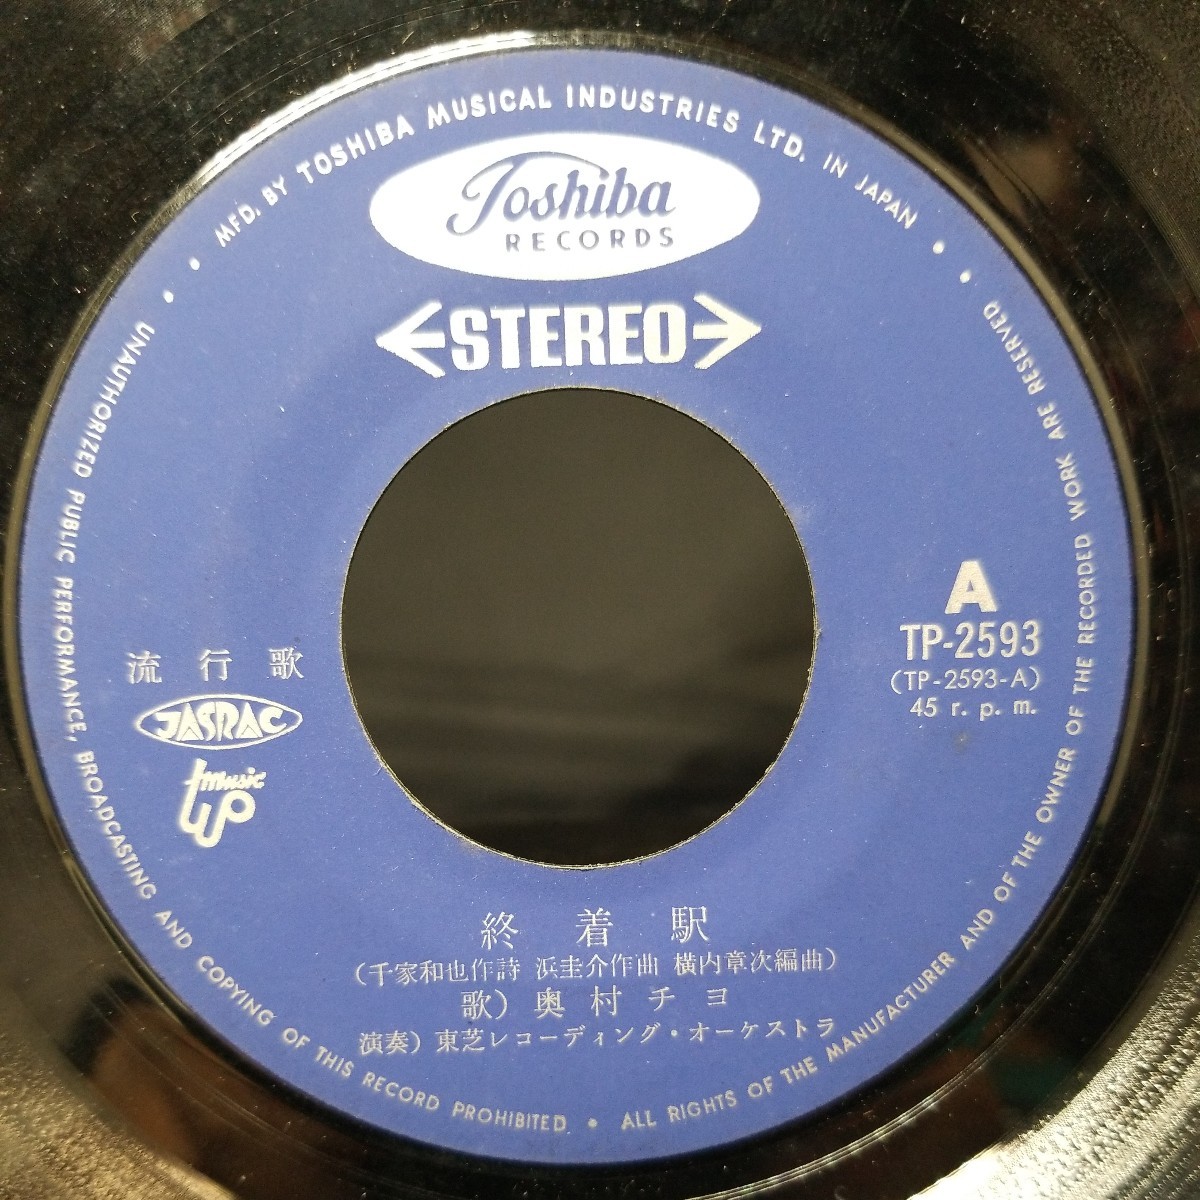 MFD. BY TOSHIBA MUSICAL INDUSTRIES LTD. IN JAPAN
Toshiba
RECORDS
STEREO
A
TP-2593
(TP-2593-A)
45 r. p. m.
流行歌
JASRAC
music
up
終着駅
(千家和也作詩 浜圭介作曲 横内章次編曲)
歌) 奥村チヨ
演奏) 東芝レコーディング・オーケストラ
UNAUTHORIZED PUBLIC PERFORMANCE, BROADCASTING AND COPYING OF THIS RECORD PROHIBITED. • ALL RIGHTS OF THE MANUFACTURER AND OF THE OWNER OF THE RECORDED WORK ARE RESERVED